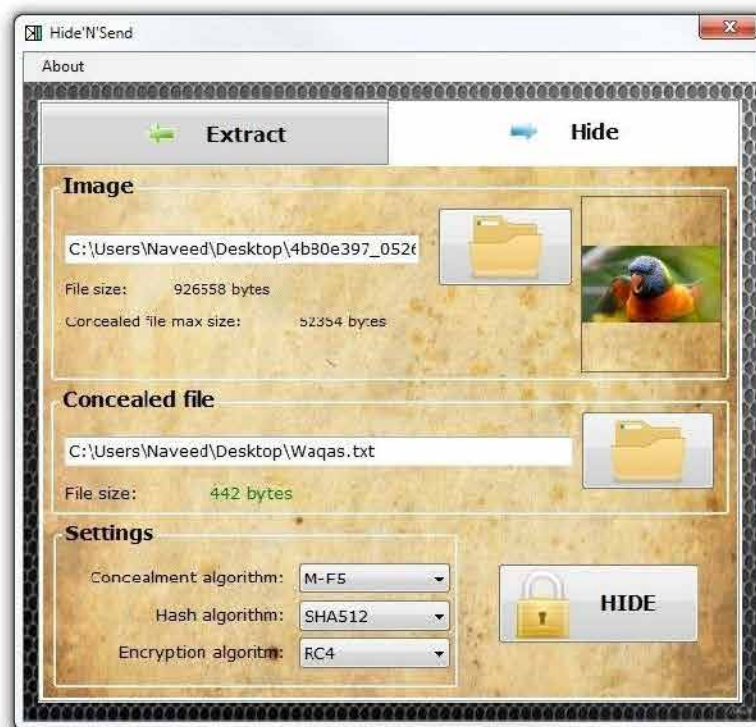 Hide'N'Send
About
Extract
Hide
Image
C:\Users\Naveed\Desktop\4b80e397_0526
File size: 926558 bytes
Concealed file max size: 52354 bytes
Concealed file
C:\Users\Naveed\Desktop\Waqas.txt
File size: 442 bytes
Settings
Concealment algorithm: M-F5
Hash algorithm: SHA512
Encryption algoritm: RC4
HIDE